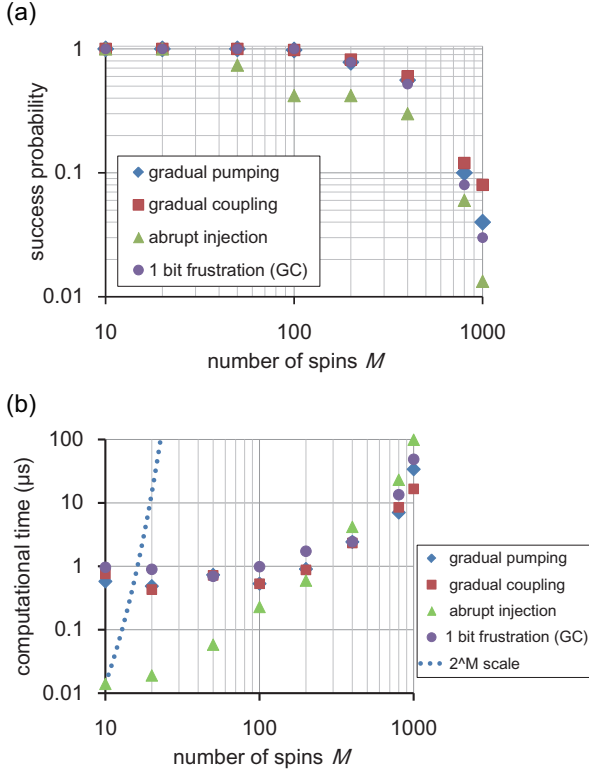 (a)
success probability
1
0.1
0.01
gradual pumping
gradual coupling
abrupt injection
1 bit frustration (GC)
10
100
1000
number of spins M
(b)
computational time (μs)
100
10
1
0.1
0.01
10
100
1000
number of spins M
gradual pumping
gradual coupling
abrupt injection
1 bit frustration (GC)
2^M scale